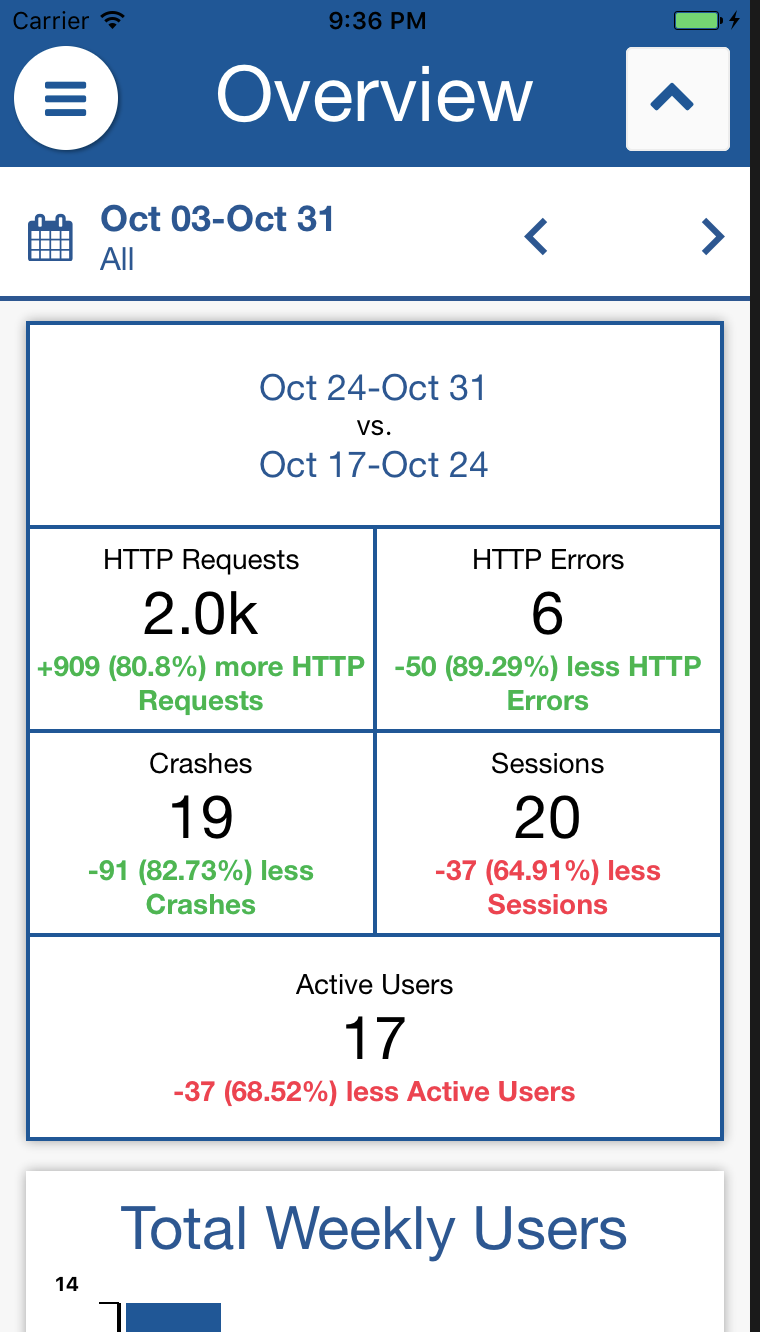 Carrier 9:36 PM
Overview
Oct 03-Oct 31
All
Oct 24-Oct 31
vs.
Oct 17-Oct 24
HTTP Requests
2.0k
+909 (80.8%) more HTTP
Requests
HTTP Errors
6
-50 (89.29%) less HTTP
Errors
Crashes
19
-91 (82.73%) less
Crashes
Sessions
20
-37 (64.91%) less
Sessions
Active Users
17
-37 (68.52%) less Active Users
Total Weekly Users
14